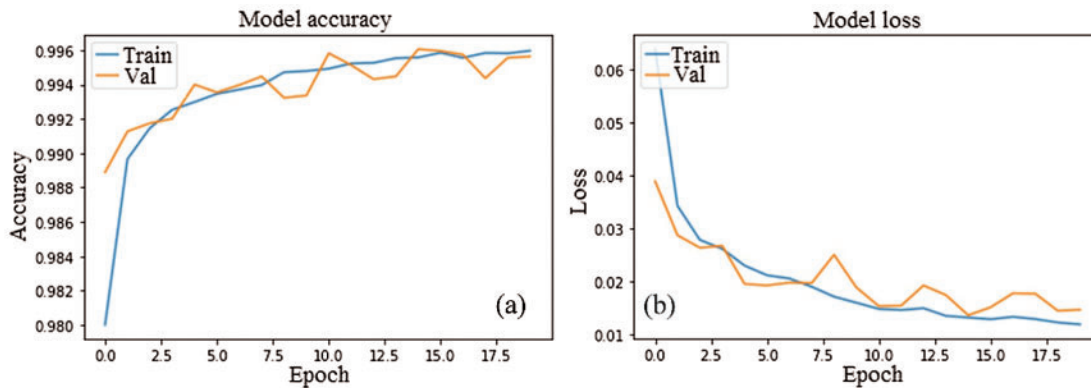 Model accuracy
0.996
0.994
0.992
0.990
0.988
0.986
0.984
0.982
0.980
Accuracy
Train
Val
(a)
0.0 2.5 5.0 7.5 10.0 12.5 15.0 17.5
Epoch
Model loss
0.06
0.05
0.04
0.03
0.02
0.01
Loss
Train
Val
(b)
0.0 2.5 5.0 7.5 10.0 12.5 15.0 17.5
Epoch